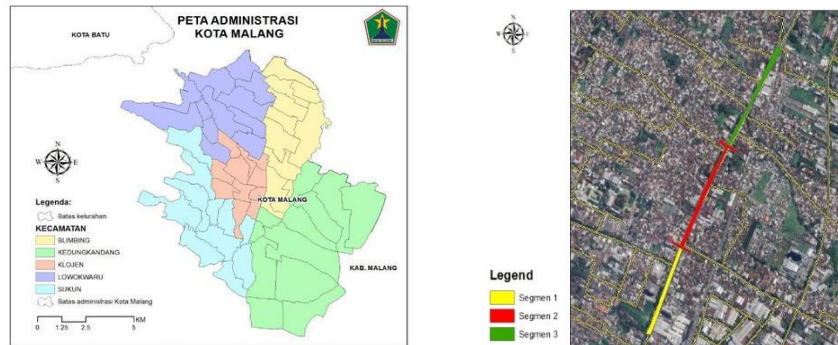 PETA ADMINISTRASI
KOTA MALANG
KOTA BATU
N
W E
S
KOTA MALANG
KAB. MALANG
Legenda:
Batas kelurahan
KECAMATAN
BLIMBING
KEDUNGKANDANG
KLOJEN
LOWOKWARU
SUKUN
Batas administrasi Kota Malang
0 1.25 2.5 5
KM
N
W E
S
Legend
Segmen 1
Segmen 2
Segmen 3